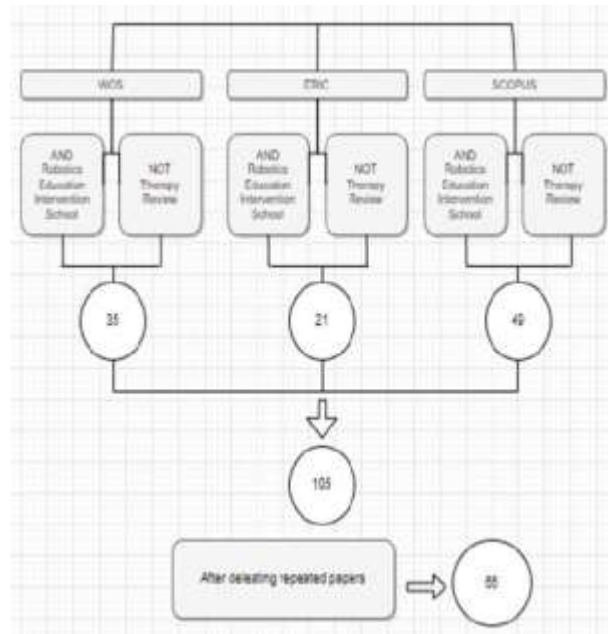 WOS
ERIC
SCOPUS
AND
Robotics
Education
Intervention
School
NOT
Therapy
Review
AND
Robotics
Education
Intervention
School
NOT
Therapy
Review
AND
Robotics
Education
Intervention
School
NOT
Therapy
Review
35
21
49
105
After deleating repeated papers